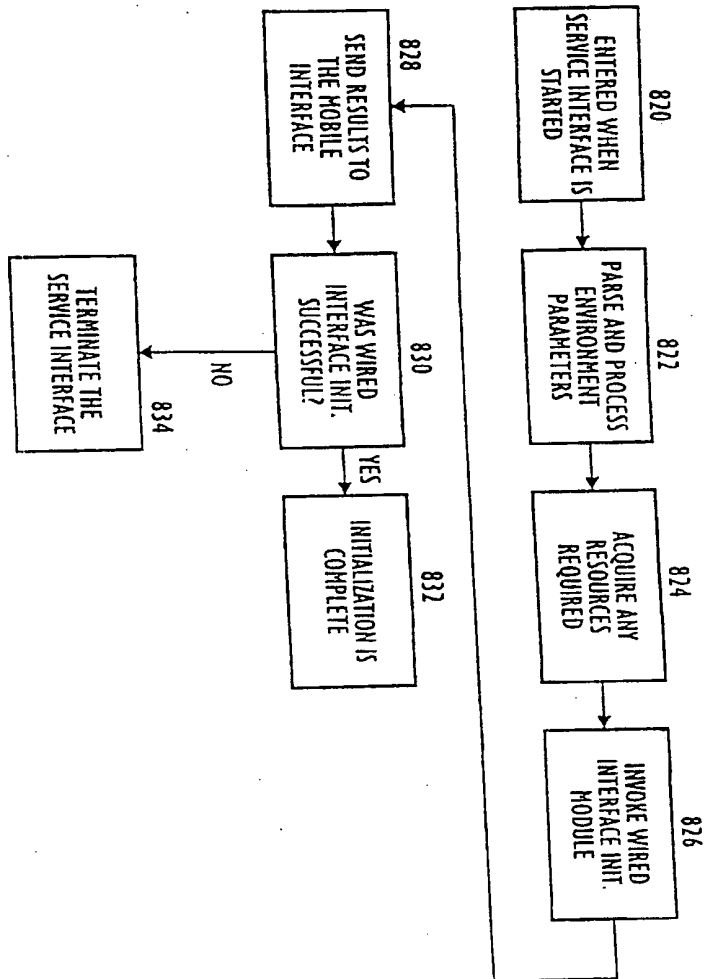 820
ENTERED WHEN
SERVICE INTERFACE IS
STARTED
822
PARSE AND PROCESS
ENVIRONMENT
PARAMETERS
824
ACQUIRE ANY
RESOURCES
REQUIRED
826
INVOKE WIRED
INTERFACE INIT.
MODULE
828
SEND RESULTS TO
THE MOBILE
INTERFACE
830
WAS WIRED
INTERFACE INIT.
SUCCESSFUL?
YES
832
INITIALIZATION IS
COMPLETE
NO
834
TERMINATE THE
SERVICE INTERFACE